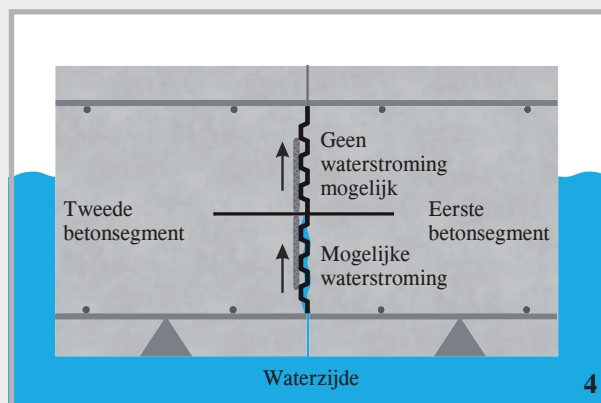 Geen
waterstroming
mogelijk
Tweede
betonsegment
Eerste
betonsegment
Mogelijke
waterstroming
Waterzijde
4